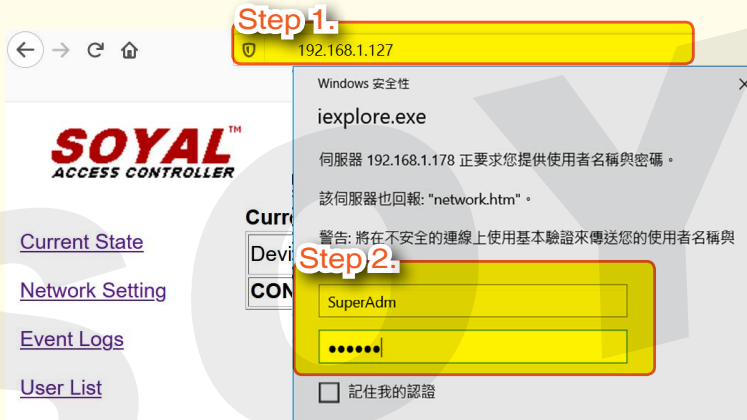 Step 1.
192.168.1.127
Windows 安全性
iexplore.exe
SOYAL™
ACCESS CONTROLLER
伺服器 192.168.1.178 正要求您提供使用者名稱與密碼。
該伺服器也回報: "network.htm"。
警告: 將在不安全的連線上使用基本驗證來傳送您的使用者名稱與
Curr
Current State
Devi
Step 2.
Network Setting
CON
SuperAdm
Event Logs
●●●●●●
User List
記住我的認證